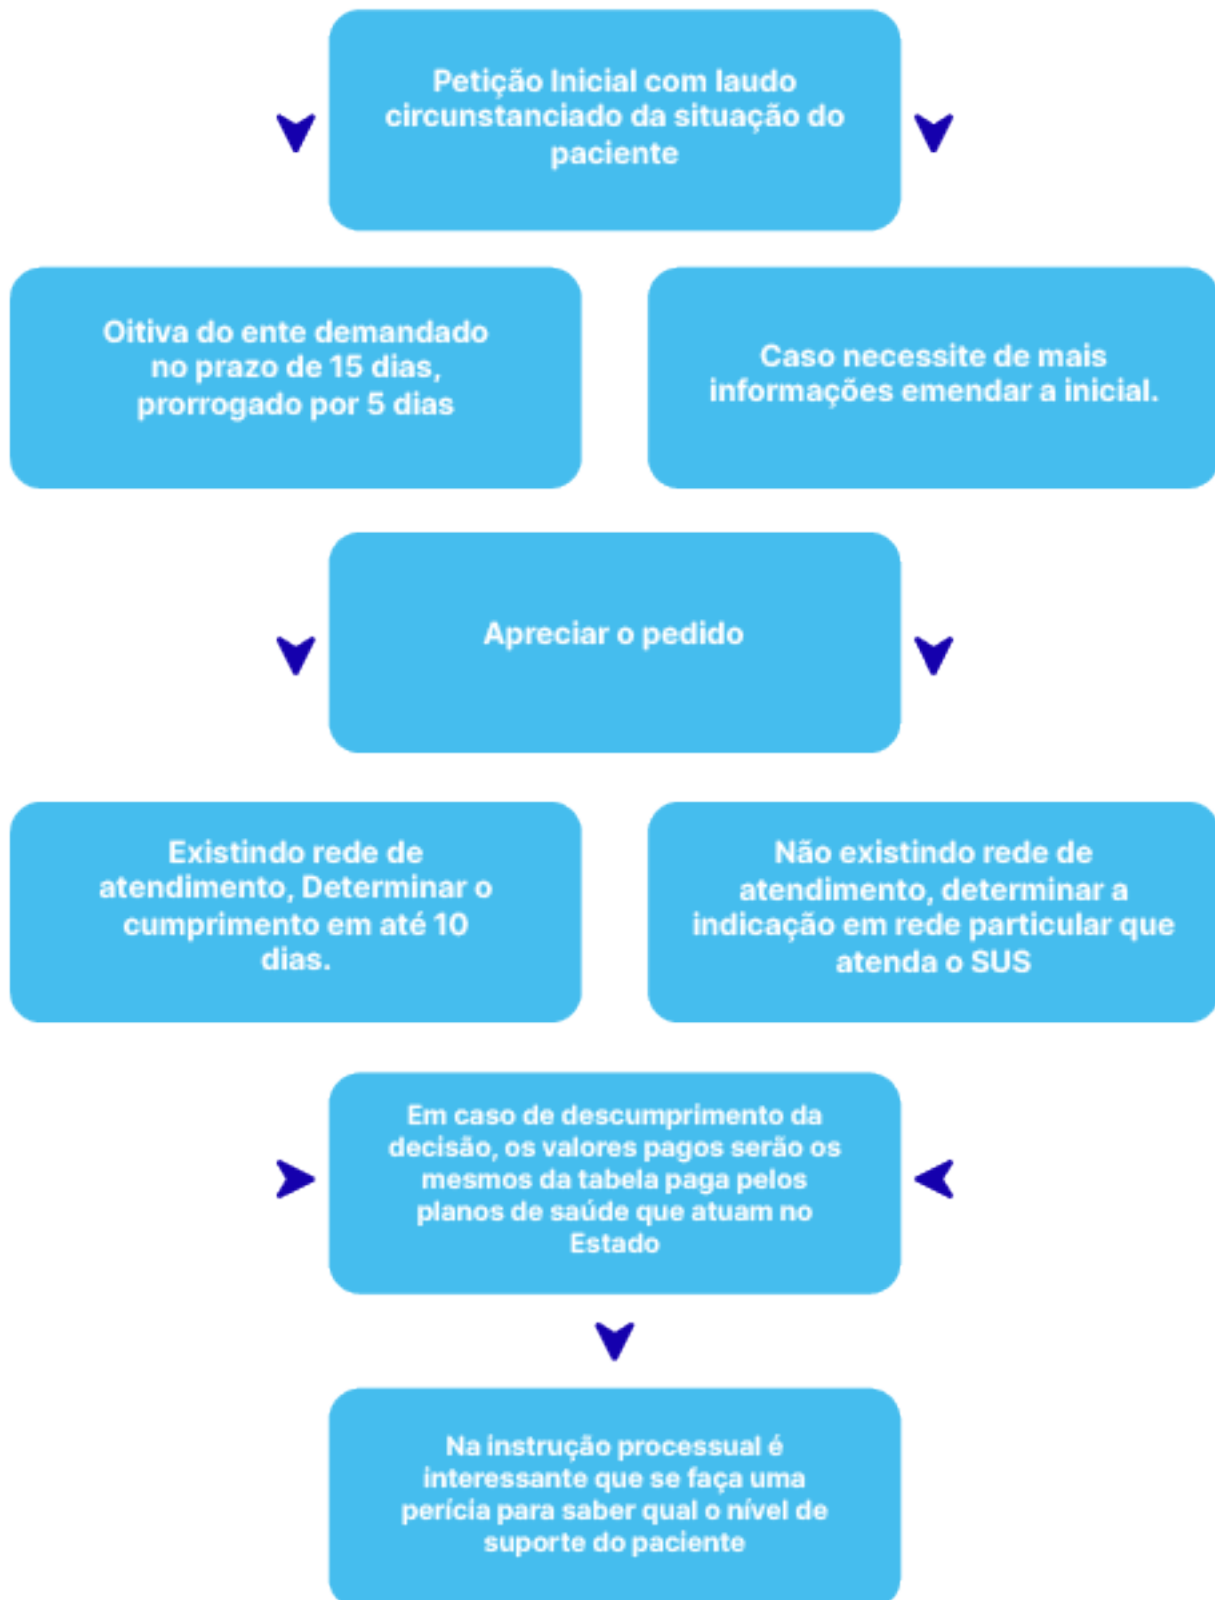 Petição Inicial com laudo
circunstanciado da situação do
paciente
Oitiva do ente demandado
no prazo de 15 dias,
prorrogado por 5 dias
Caso necessite de mais
informações emendar a inicial.
Apreciar o pedido
Existindo rede de
atendimento, Determinar o
cumprimento em até 10
dias.
Não existindo rede de
atendimento, determinar a
indicação em rede particular que
atenda o SUS
Em caso de descumprimento da
decisão, os valores pagos serão os
mesmos da tabela paga pelos
planos de saúde que atuam no
Estado
Na instrução processual é
interessante que se faça uma
perícia para saber qual o nível de
suporte do paciente